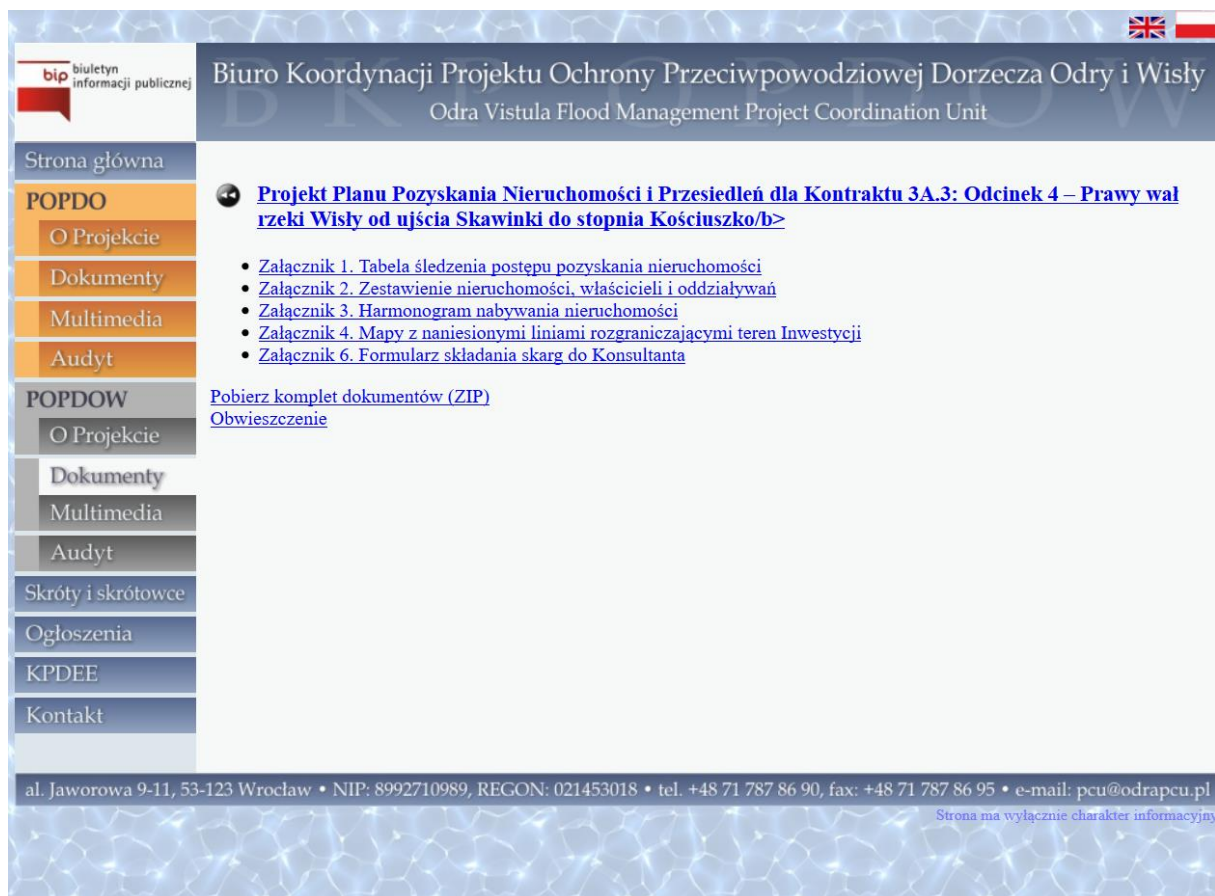 bip biuletyn
informacji publicznej
Biuro Koordynacji Projektu Ochrony Przeciwpowodziowej Dorzecza Odry i Wisły
B K P O P D O W
Odra Vistula Flood Management Project Coordination Unit
Strona główna
POPDO
O Projekcie
Dokumenty
Multimedia
Audyt
POPDOW
O Projekcie
Dokumenty
Multimedia
Audyt
Skróty i skrótowce
Ogłoszenia
KPDEE
Kontakt
Projekt Planu Pozyskania Nieruchomości i Przesiedleń dla Kontraktu 3A.3: Odcinek 4 – Prawy wał
rzeki Wisły od ujścia Skawinki do stopnia Kościuszko/b>
Załącznik 1. Tabela śledzenia postępu pozyskania nieruchomości
Załącznik 2. Zestawienie nieruchomości, właścicieli i oddziaływań
Załącznik 3. Harmonogram nabywania nieruchomości
Załącznik 4. Mapy z naniesionymi liniami rozgraniczającymi teren Inwestycji
Załącznik 6. Formularz składania skarg do Konsultanta
Pobierz komplet dokumentów (ZIP)
Obwieszczenie
al. Jaworowa 9-11, 53-123 Wrocław • NIP: 8992710989, REGON: 021453018 • tel. +48 71 787 86 90, fax: +48 71 787 86 95 • e-mail: pcu@odrapcu.pl
Strona ma wyłącznie charakter informacyjny